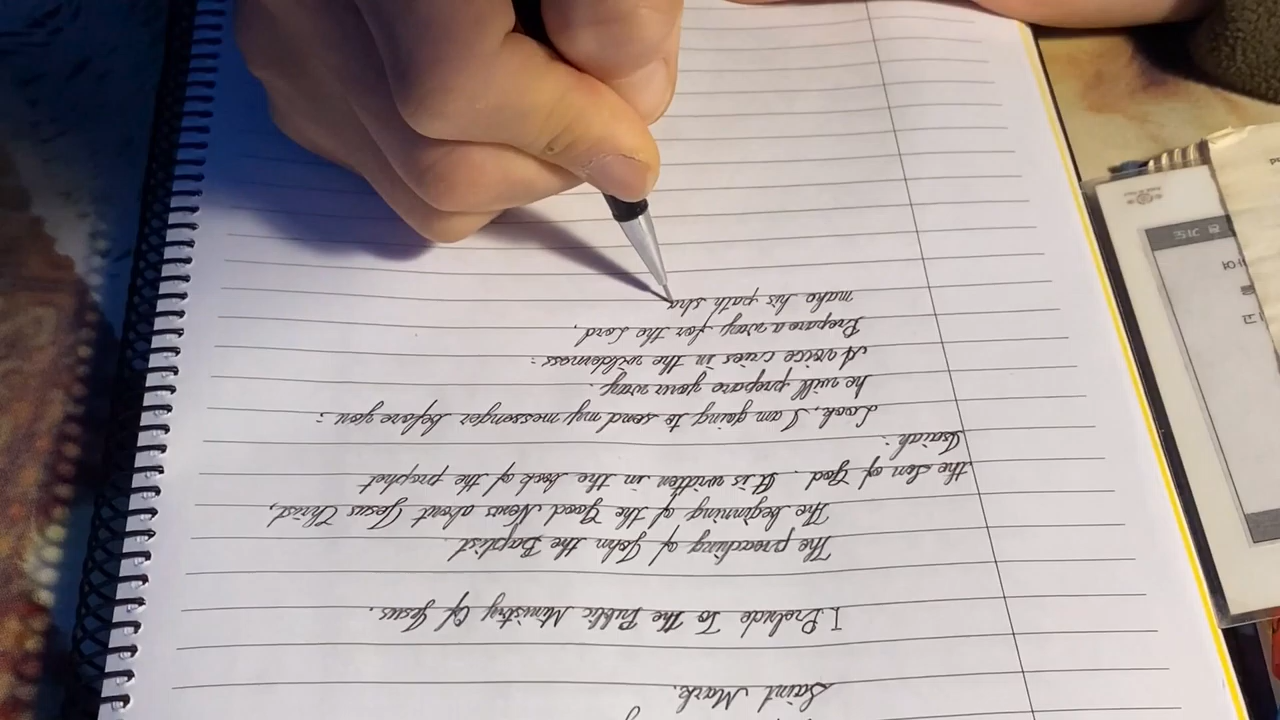 Saint Mark.
I. Prelude To The Public Ministry Of Jesus.
The preaching of John the Baptist.
The beginning of the Good News about Jesus Christ,
the Son of God. It is written in the book of the prophet
Isaiah:
Look, I am going to send my messenger before you:
he will prepare your way.
A voice cries in the wilderness:
Prepare a way for the Lord,
make his path stra